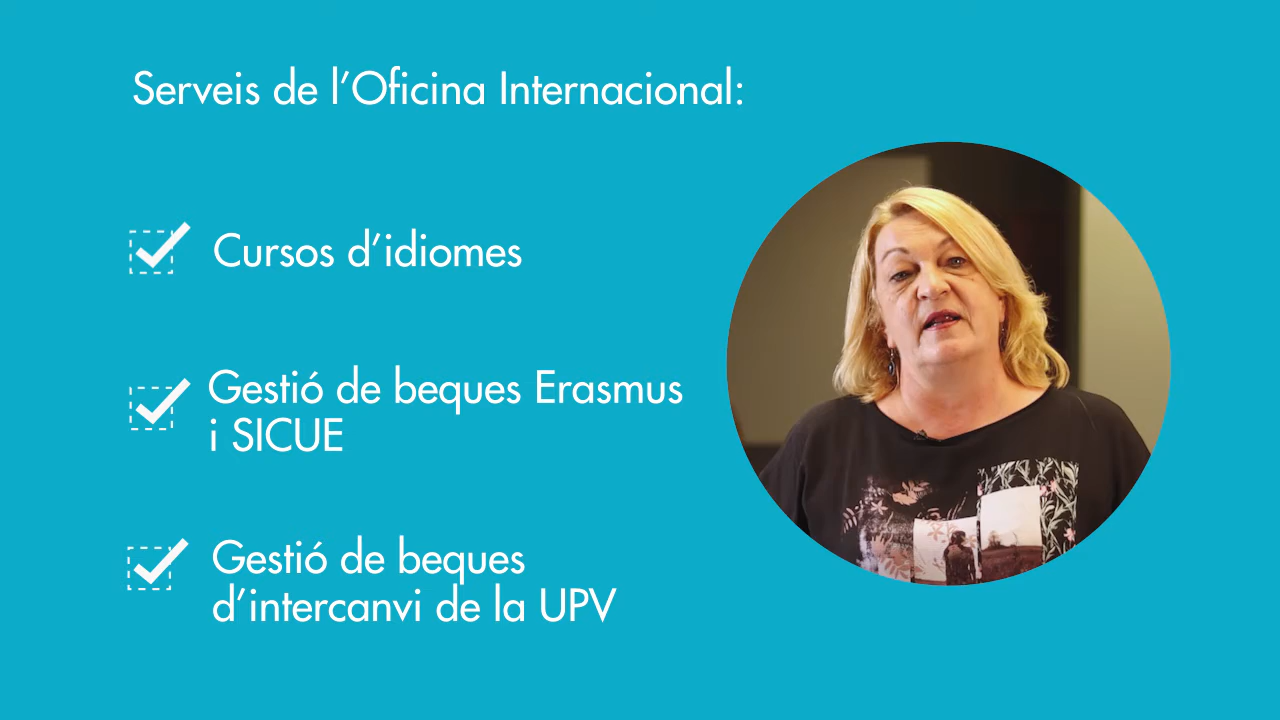 Serveis de l’Oficina Internacional:
Cursos d’idiomes
Gestió de beques Erasmus
i SICUE
Gestió de beques
d’intercanvi de la UPV